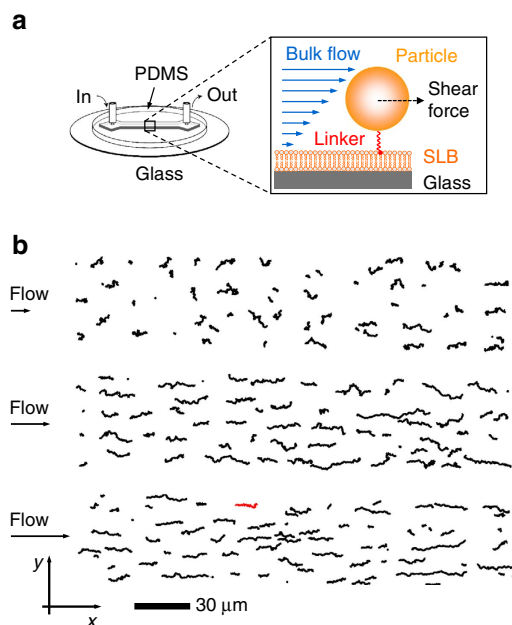 a
PDMS
In
Out
Glass
Bulk flow
Particle
Shear
force
Linker
SLB
Glass
b
Flow
Flow
Flow
y
x
30 μm